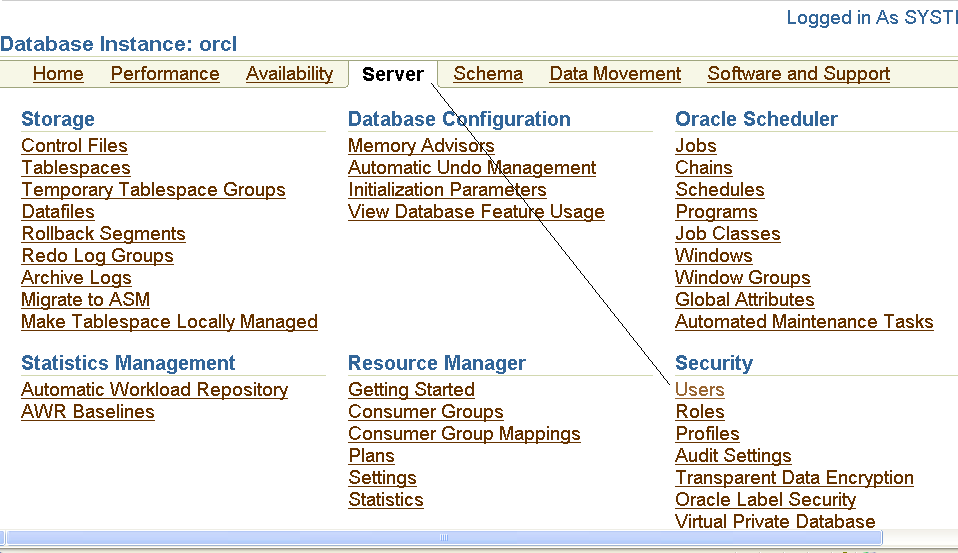 Logged in As SYSTE
Database Instance: orcl
Home Performance Availability Server Schema Data Movement Software and Support
Storage
Control Files
Tablespaces
Temporary Tablespace Groups
Datafiles
Rollback Segments
Redo Log Groups
Archive Logs
Migrate to ASM
Make Tablespace Locally Managed
Database Configuration
Memory Advisors
Automatic Undo Management
Initialization Parameters
View Database Feature Usage
Oracle Scheduler
Jobs
Chains
Schedules
Programs
Job Classes
Windows
Window Groups
Global Attributes
Automated Maintenance Tasks
Statistics Management
Automatic Workload Repository
AWR Baselines
Resource Manager
Getting Started
Consumer Groups
Consumer Group Mappings
Plans
Settings
Statistics
Security
Users
Roles
Profiles
Audit Settings
Transparent Data Encryption
Oracle Label Security
Virtual Private Database